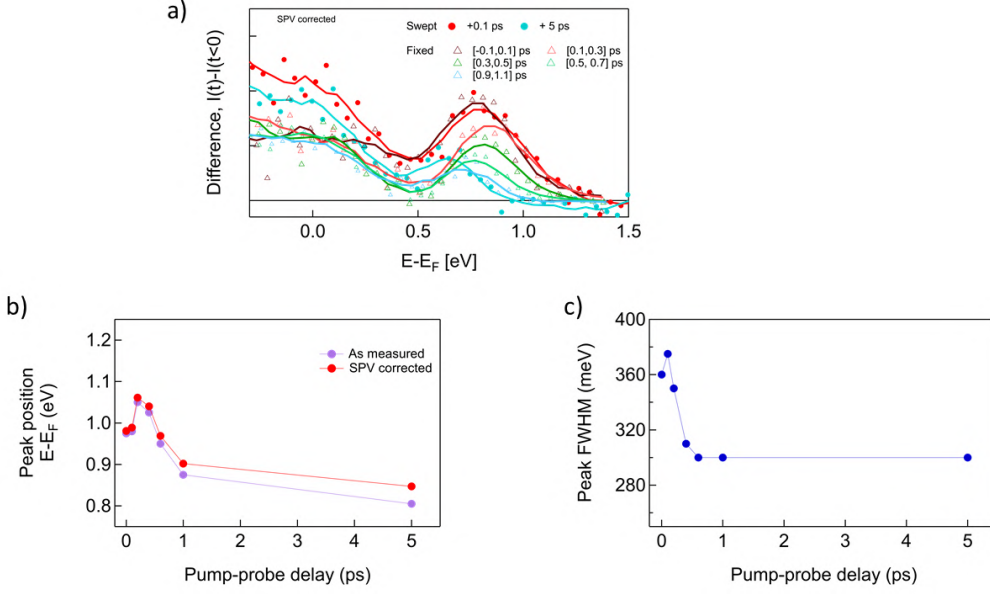 a)
SPV corrected
Swept +0.1 ps + 5 ps
Fixed [-0.1,0.1] ps [0.1,0.3] ps
[0.3,0.5] ps [0.5, 0.7] ps
[0.9,1.1] ps
Difference, I(t)-I(t<0)
0.0 0.5 1.0 1.5
E-EF [eV]
b)
1.2
1.1
1.0
0.9
0.8
As measured
SPV corrected
Peak position
E-EF (eV)
0 1 2 3 4 5
Pump-probe delay (ps)
c)
400
360
320
280
Peak FWHM (meV)
0 1 2 3 4 5
Pump-probe delay (ps)